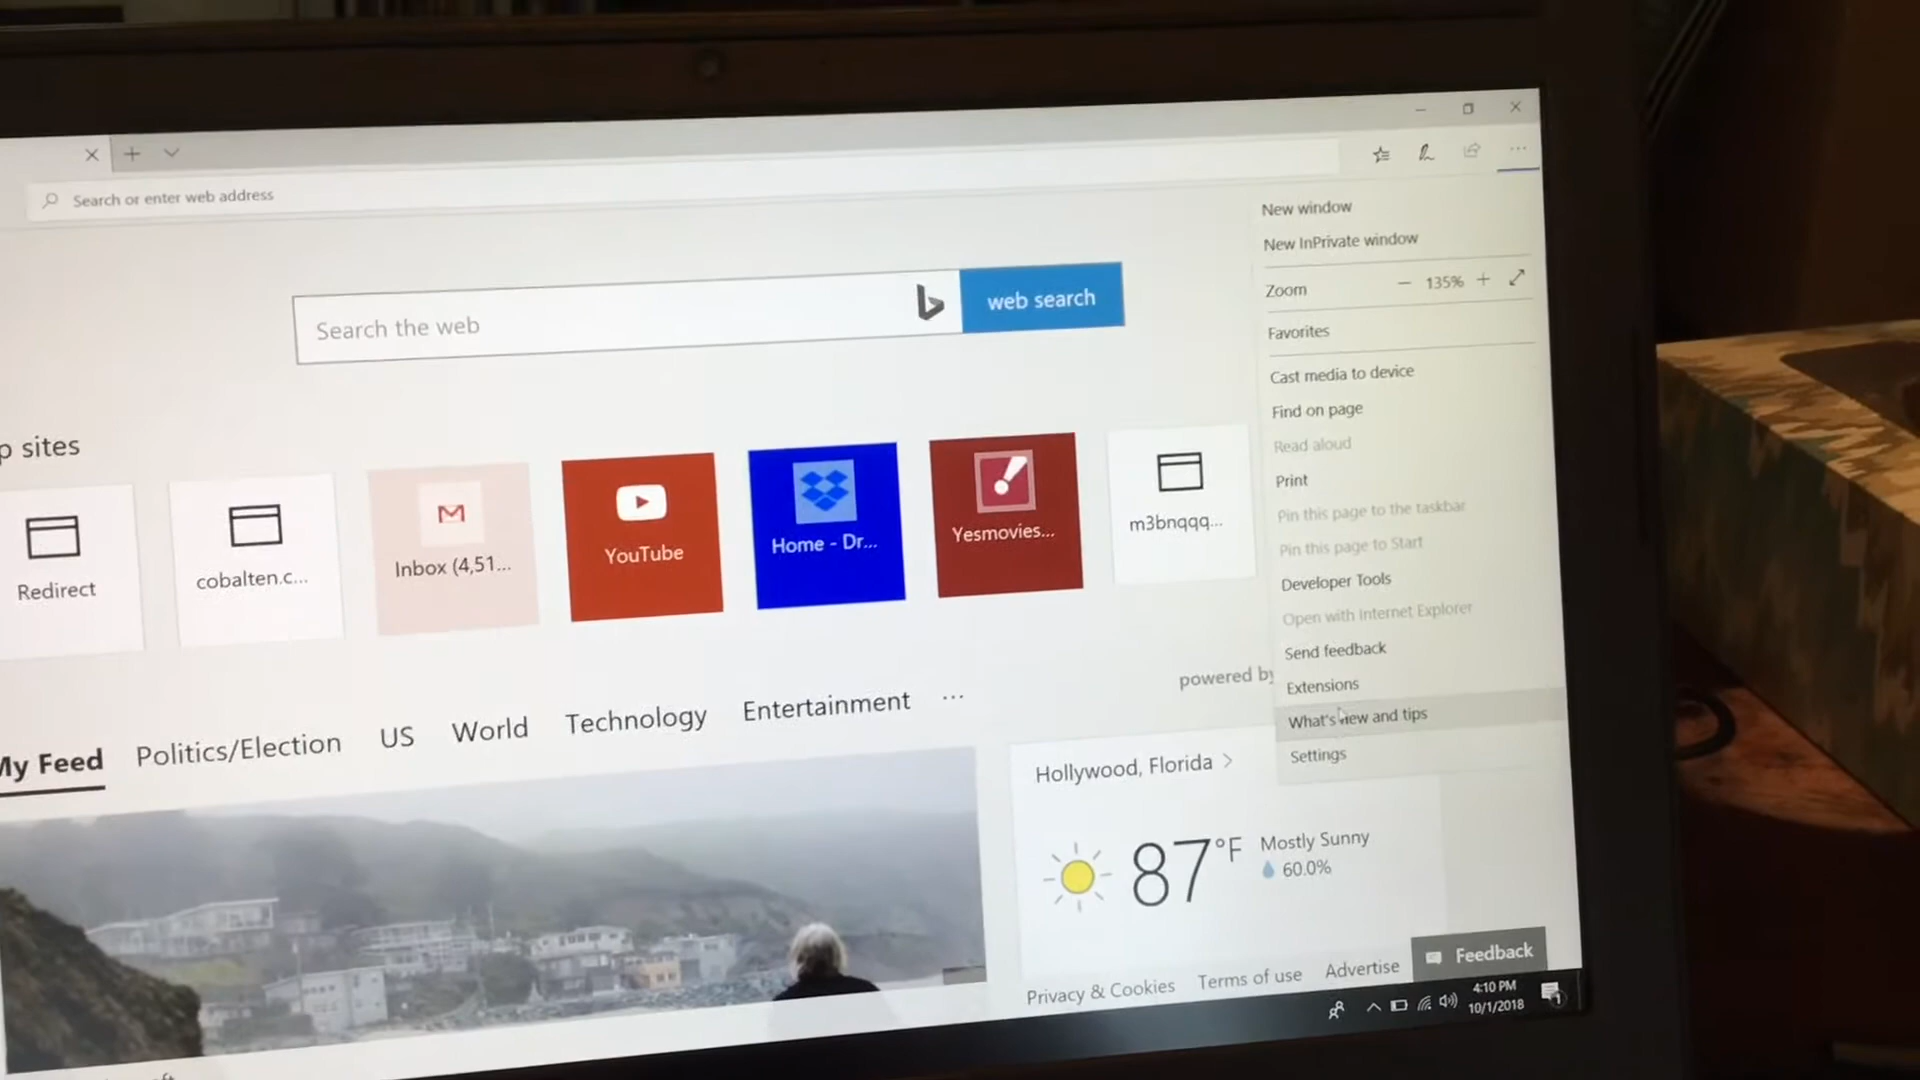 Search or enter web address
New window
New InPrivate window
Zoom
135%
Favorites
Cast media to device
Find on page
Read aloud
Print
Pin this page to the taskbar
Pin this page to Start
Developer Tools
Open with Internet Explorer
Send feedback
Extensions
What's new and tips
Settings
Search the web
web search
p sites
Redirect
cobalten.c...
Inbox (4,51...
YouTube
Home - Dr...
Yesmovies...
m3bnqqq...
powered by
My Feed
Politics/Election
US
World
Technology
Entertainment
Hollywood, Florida
87°F
Mostly Sunny
60.0%
Privacy & Cookies
Terms of use
Advertise
Feedback
4:10 PM
10/1/2018
1